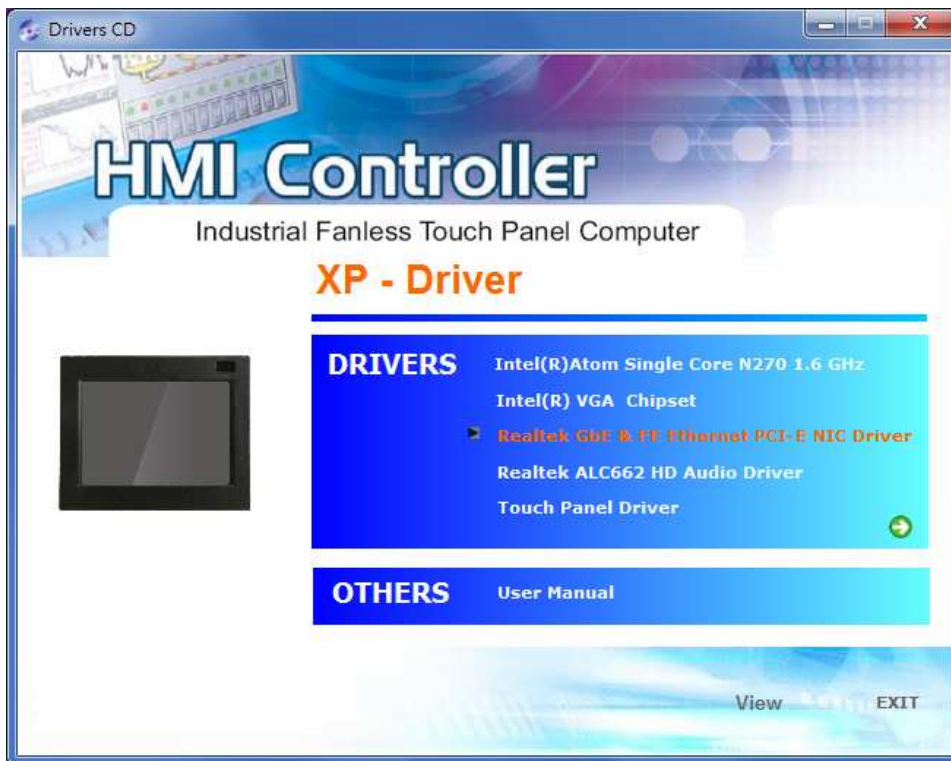 Drivers CD
HMI Controller
Industrial Fanless Touch Panel Computer
XP - Driver
DRIVERS
Intel(R)Atom Single Core N270 1.6 GHz
Intel(R) VGA Chipset
Realtek GbE & FE Ethernet PCI-E NIC Driver
Realtek ALC662 HD Audio Driver
Touch Panel Driver
OTHERS
User Manual
View
EXIT